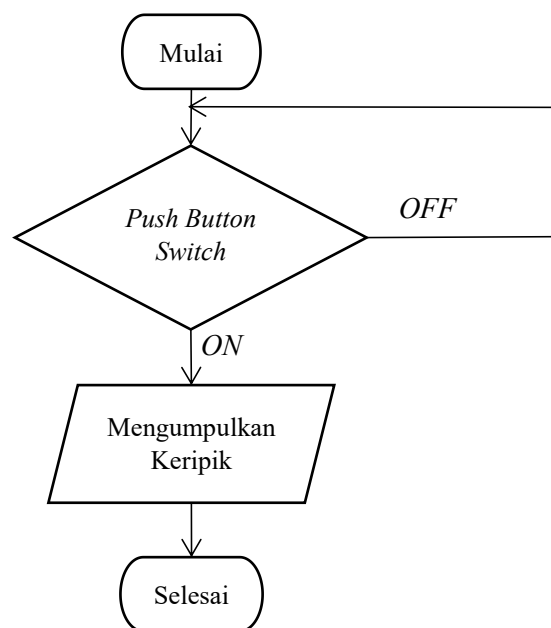 Mulai
Push Button
Switch
OFF
ON
Mengumpulkan
Keripik
Selesai